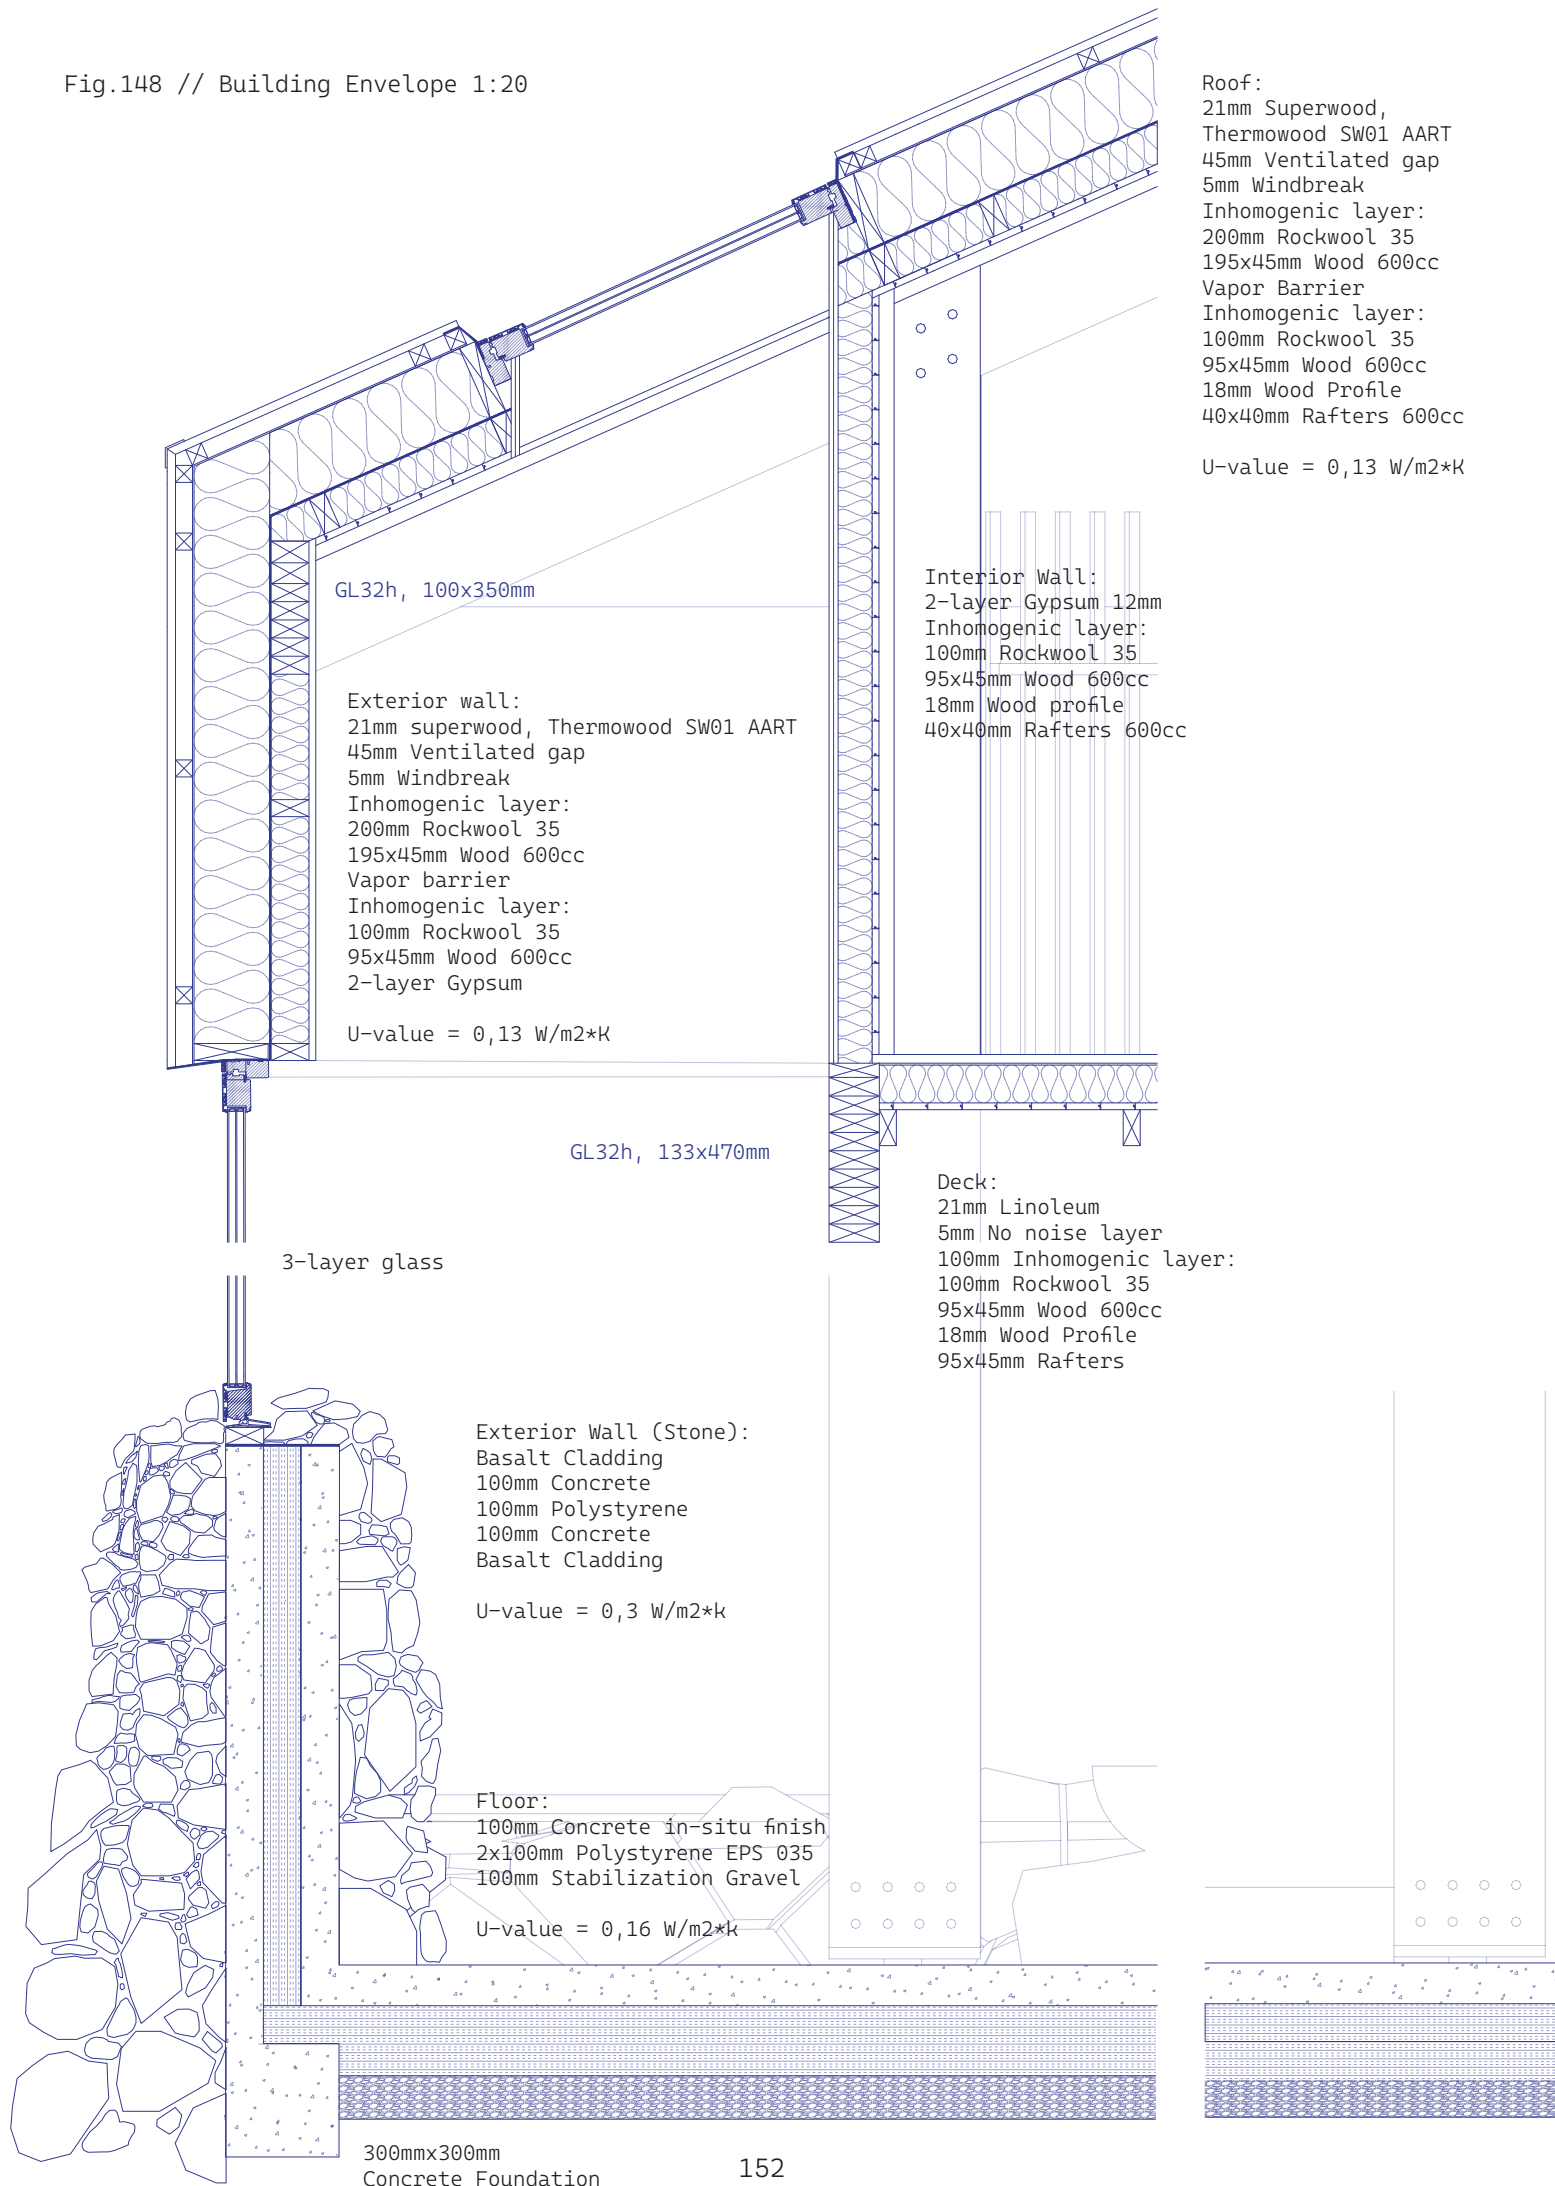 Fig.148 // Building Envelope 1:20
Roof:
21mm Superwood,
Thermowood SW01 AART
45mm Ventilated gap
5mm Windbreak
Inhomogenic layer:
200mm Rockwool 35
195x45mm Wood 600cc
Vapor Barrier
Inhomogenic layer:
100mm Rockwool 35
95x45mm Wood 600cc
18mm Wood Profile
40x40mm Rafters 600cc
U-value = 0,13 W/m2*K
GL32h, 100x350mm
Interior Wall:
2-layer Gypsum 12mm
Inhomogenic layer:
100mm Rockwool 35
95x45mm Wood 600cc
18mm Wood profile
40x40mm Rafters 600cc
Exterior wall:
21mm superwood, Thermowood SW01 AART
45mm Ventilated gap
5mm Windbreak
Inhomogenic layer:
200mm Rockwool 35
195x45mm Wood 600cc
Vapor barrier
Inhomogenic layer:
100mm Rockwool 35
95x45mm Wood 600cc
2-layer Gypsum
U-value = 0,13 W/m2*K
GL32h, 133x470mm
Deck:
21mm Linoleum
5mm No noise layer
100mm Inhomogenic layer:
100mm Rockwool 35
95x45mm Wood 600cc
18mm Wood Profile
95x45mm Rafters
3-layer glass
Exterior Wall (Stone):
Basalt Cladding
100mm Concrete
100mm Polystyrene
100mm Concrete
Basalt Cladding
U-value = 0,3 W/m2*k
Floor:
100mm Concrete in-situ finish
2x100mm Polystyrene EPS 035
100mm Stabilization Gravel
U-value = 0,16 W/m2*k
300mmx300mm
Concrete Foundation
152